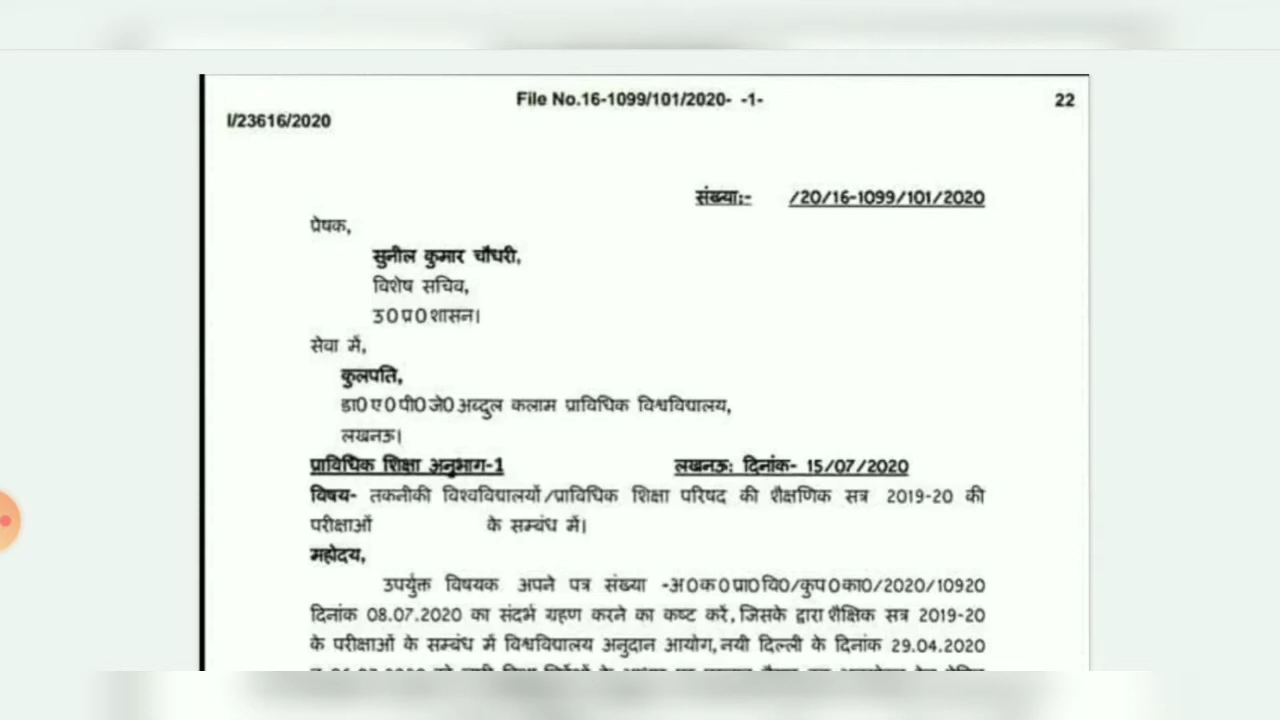 File No.16-1099/101/2020- -1-
22
I/23616/2020
संख्या:- /20/16-1099/101/2020
प्रेषक,
सुनील कुमार चौधरी,
विशेष सचिव,
उ0प्र0शासन।
सेवा में,
कुलपति,
डा0ए0पी0जे0अब्दुल कलाम प्राविधिक विश्वविद्यालय,
लखनऊ।
प्राविधिक शिक्षा अनुभाग-1 लखनऊ: दिनांक- 15/07/2020
विषय- तकनीकी विश्वविद्यालयों/प्राविधिक शिक्षा परिषद की शैक्षणिक सत्र 2019-20 की
परीक्षाओं के सम्बंध में।
महोदय,
उपर्युक्त विषयक अपने पत्र संख्या -अ0क0प्रा0वि0/कुप0का0/2020/10920
दिनांक 08.07.2020 का संदर्भ ग्रहण करने का कष्ट करें, जिसके द्वारा शैक्षिक सत्र 2019-20
के परीक्षाओं के सम्बंध में विश्वविद्यालय अनुदान आयोग, नयी दिल्ली के दिनांक 29.04.2020